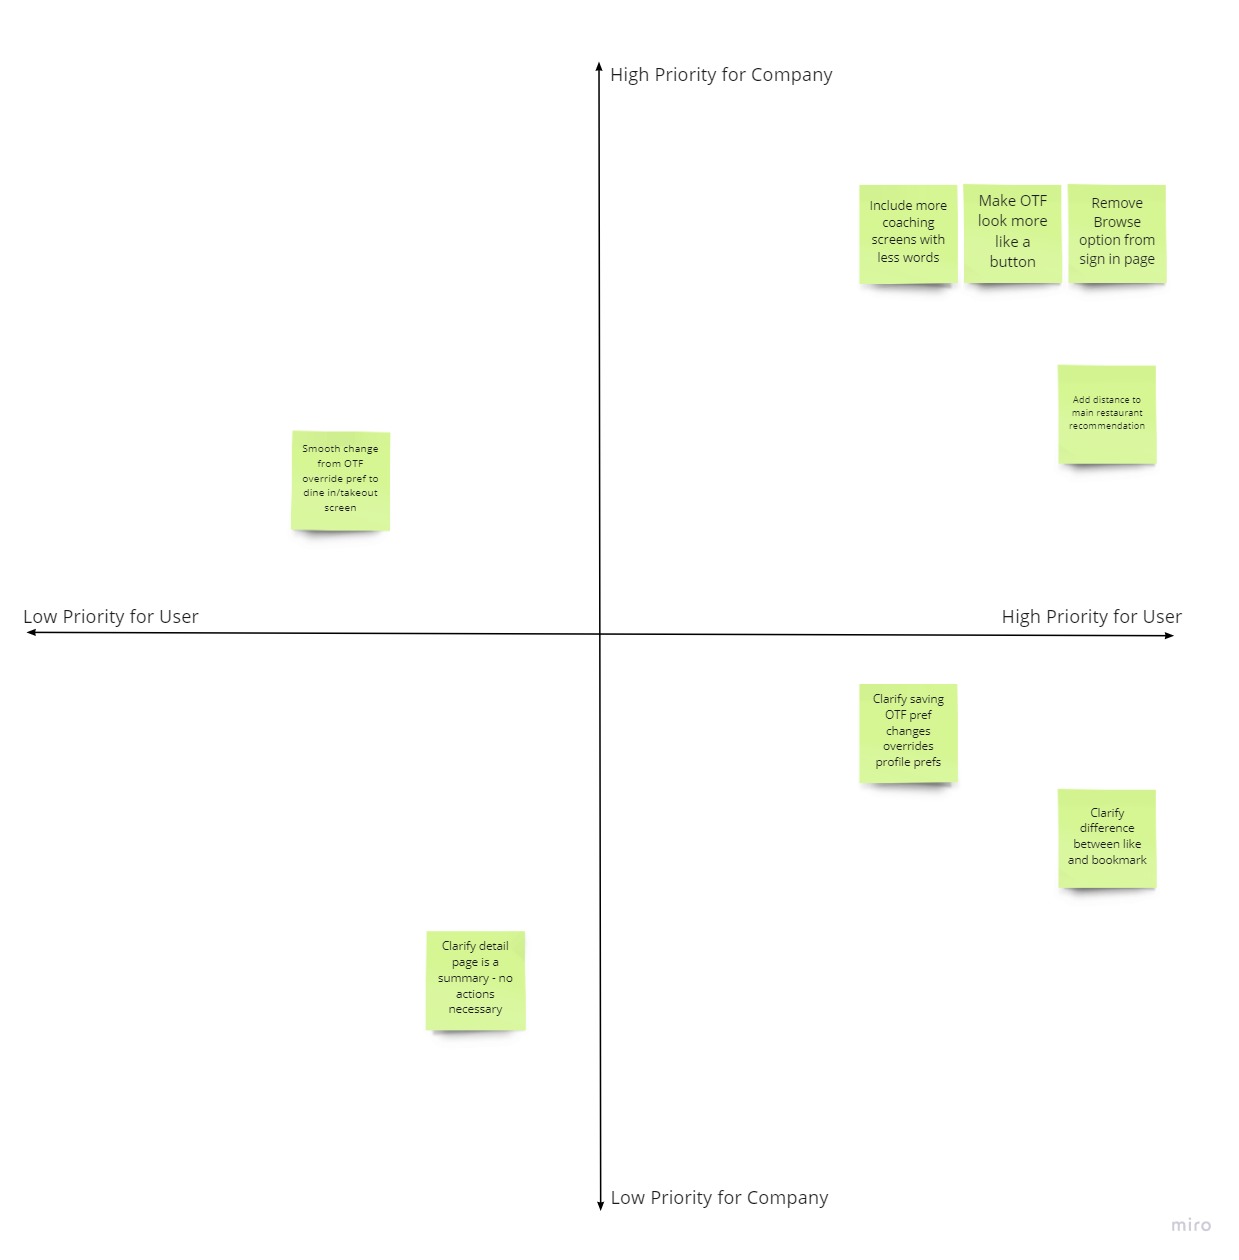 High Priority for Company
Include more
coaching
screens with
less words
Make OTF
look more
like a
button
Remove
Browse
option from
sign in page
Add distance to
main restaurant
recommendation
Smooth change
from OTF
override pref to
dine in/takeout
screen
Low Priority for User
High Priority for User
Clarify saving
OTF pref
changes
overrides
profile prefs
Clarify
difference
between like
and bookmark
Clarify detail
page is a
summary - no
actions
necessary
Low Priority for Company
miro